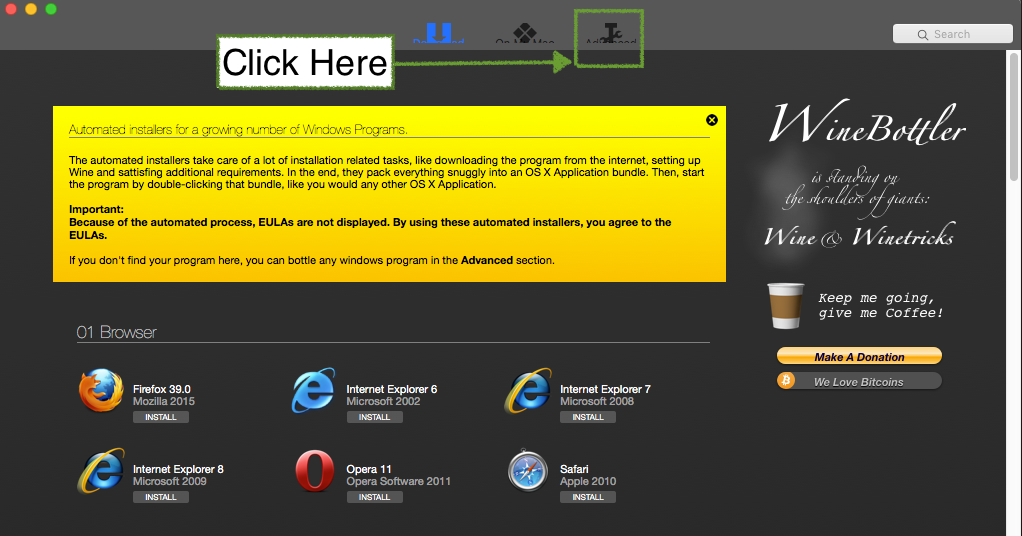 On My Mac
Advanced
Search
Click Here
Automated installers for a growing number of Windows Programs.
The automated installers take care of a lot of installation related tasks, like downloading the program from the internet, setting up
Wine and sattisfing additional requirements. In the end, they pack everything snuggly into an OS X Application bundle. Then, start
the program by double-clicking that bundle, like you would any other OS X Application.
Important:
Because of the automated process, EULAs are not displayed. By using these automated installers, you agree to the
EULAs.
If you don't find your program here, you can bottle any windows program in the Advanced section.
WineBottler
is standing on
the shoulders of giants:
Wine & Winetricks
Keep me going,
give me Coffee!
Make A Donation
We Love Bitcoins
01 Browser
Firefox 39.0
Mozilla 2015
INSTALL
Internet Explorer 6
Microsoft 2002
INSTALL
Internet Explorer 7
Microsoft 2008
INSTALL
Internet Explorer 8
Microsoft 2009
INSTALL
Opera 11
Opera Software 2011
INSTALL
Safari
Apple 2010
INSTALL